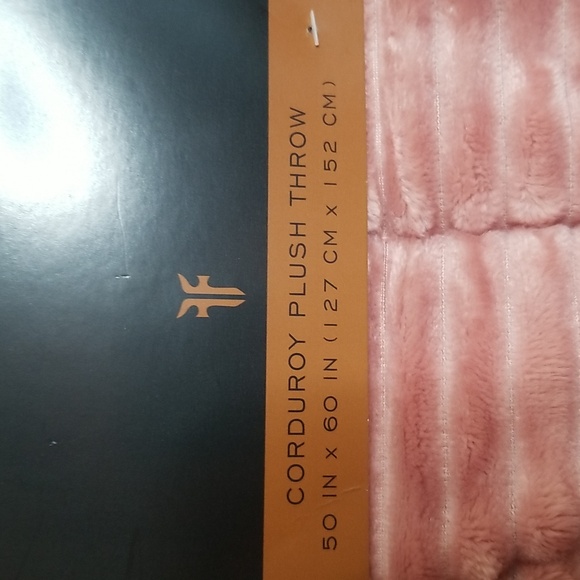 CORDUROY PLUSH THROW
50 IN x 60 IN (127 CM x 152 CM)